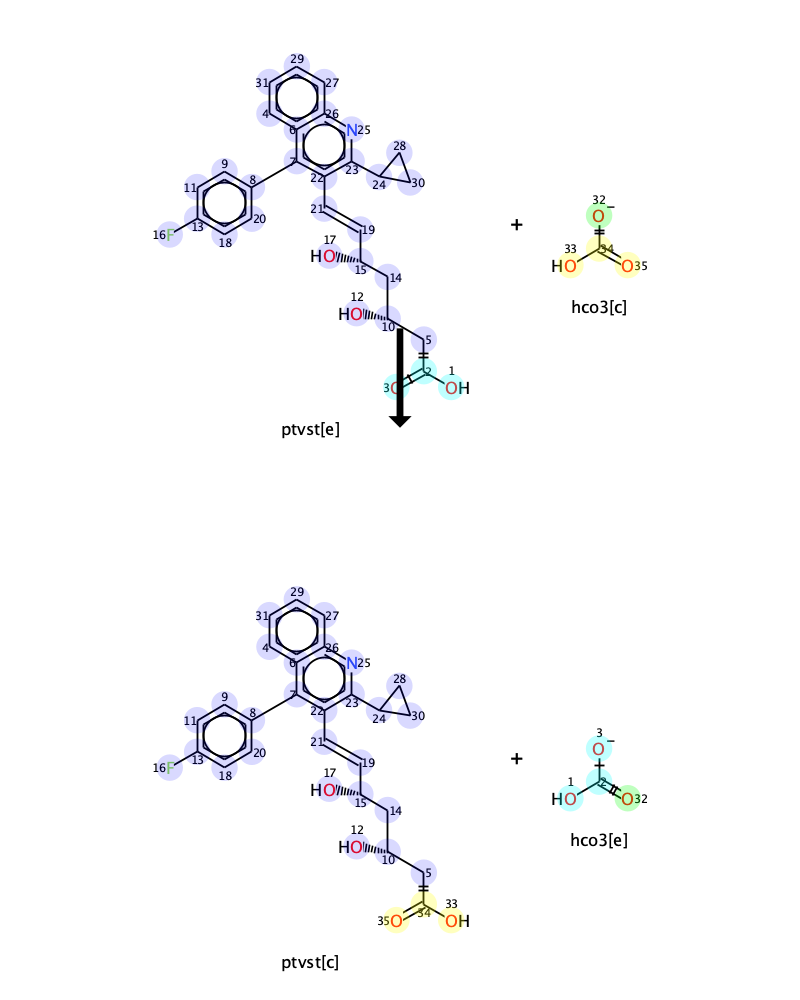 29
31 27
4 26
6 N25
28
9 7 23
11 8 22 24 30
32
21 O−
13 20 +
16F 18 19
17 33 34
HO 15 HO O35
14
12 hco3[c]
HO 10
5
2 1
3O OH
ptvst[e]
29
31 27
4 26
6 N25
28
9 7 23
11 8 22 24 30
3
21 O−
13 20 +
16F 18 19
17 1 2
HO 15 HO O32
14
12 hco3[e]
HO 10
5
34 33
35O OH
ptvst[c]